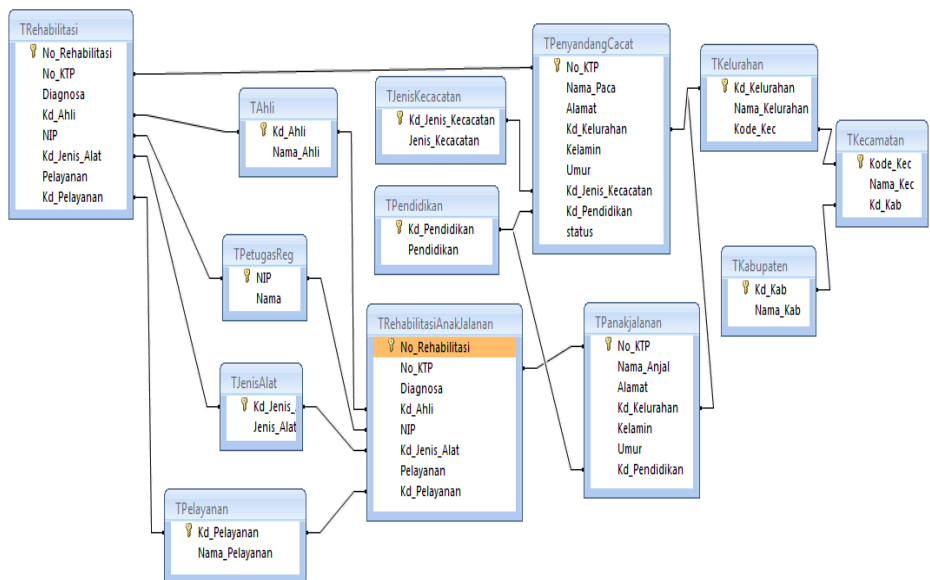 TRehabilitasi
No_Rehabilitasi
No_KTP
Diagnosa
Kd_Ahli
NIP
Kd_Jenis_Alat
Pelayanan
Kd_Pelayanan
TAhli
Kd_Ahli
Nama_Ahli
TPetugasReg
NIP
Nama
TJenisAlat
Kd_Jenis_
Jenis_Alat
TPelayanan
Kd_Pelayanan
Nama_Pelayanan
TJenisKecacatan
Kd_Jenis_Kecacatan
Jenis_Kecacatan
TPendidikan
Kd_Pendidikan
Pendidikan
TRehabilitasiAnakJalanan
No_Rehabilitasi
No_KTP
Diagnosa
Kd_Ahli
NIP
Kd_Jenis_Alat
Pelayanan
Kd_Pelayanan
TPenyandangCacat
No_KTP
Nama_Paca
Alamat
Kd_Kelurahan
Kelamin
Umur
Kd_Jenis_Kecacatan
Kd_Pendidikan
status
TPanakjalanan
No_KTP
Nama_Anjal
Alamat
Kd_Kelurahan
Kelamin
Umur
Kd_Pendidikan
TKelurahan
Kd_Kelurahan
Nama_Kelurahan
Kode_Kec
TKecamatan
Kode_Kec
Nama_Kec
Kd_Kab
TKabupaten
Kd_Kab
Nama_Kab